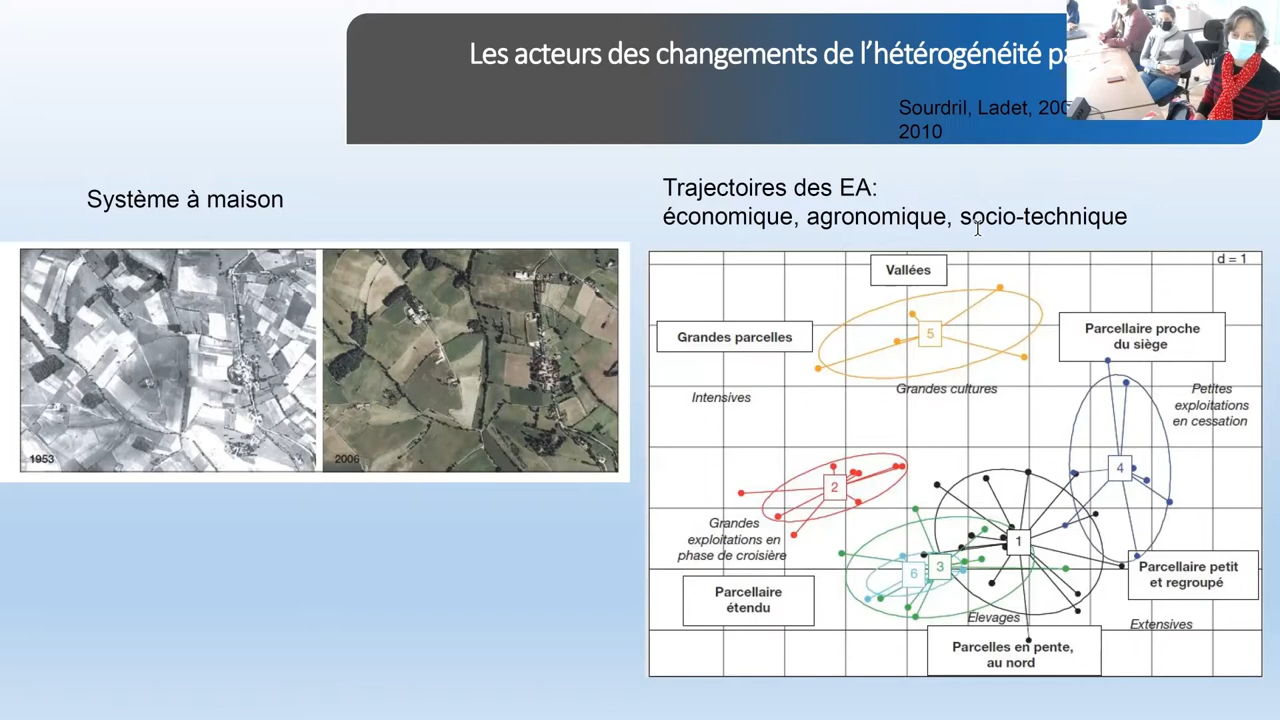 Les acteurs des changements de l’hétérogénéité
Sourdril, Ladet,
2010
Système à maison
Trajectoires des EA:
économique, agronomique, socio-technique
1953
2006
d = 1
Vallées
Grandes parcelles
5
Parcellaire proche
du siège
Intensives
Grandes cultures
Petites
exploitations
en cessation
2
4
Grandes
exploitations en
phase de croisière
1
6
3
Parcellaire petit
et regroupé
Parcellaire
étendu
Elevages
Extensives
Parcelles en pente,
au nord